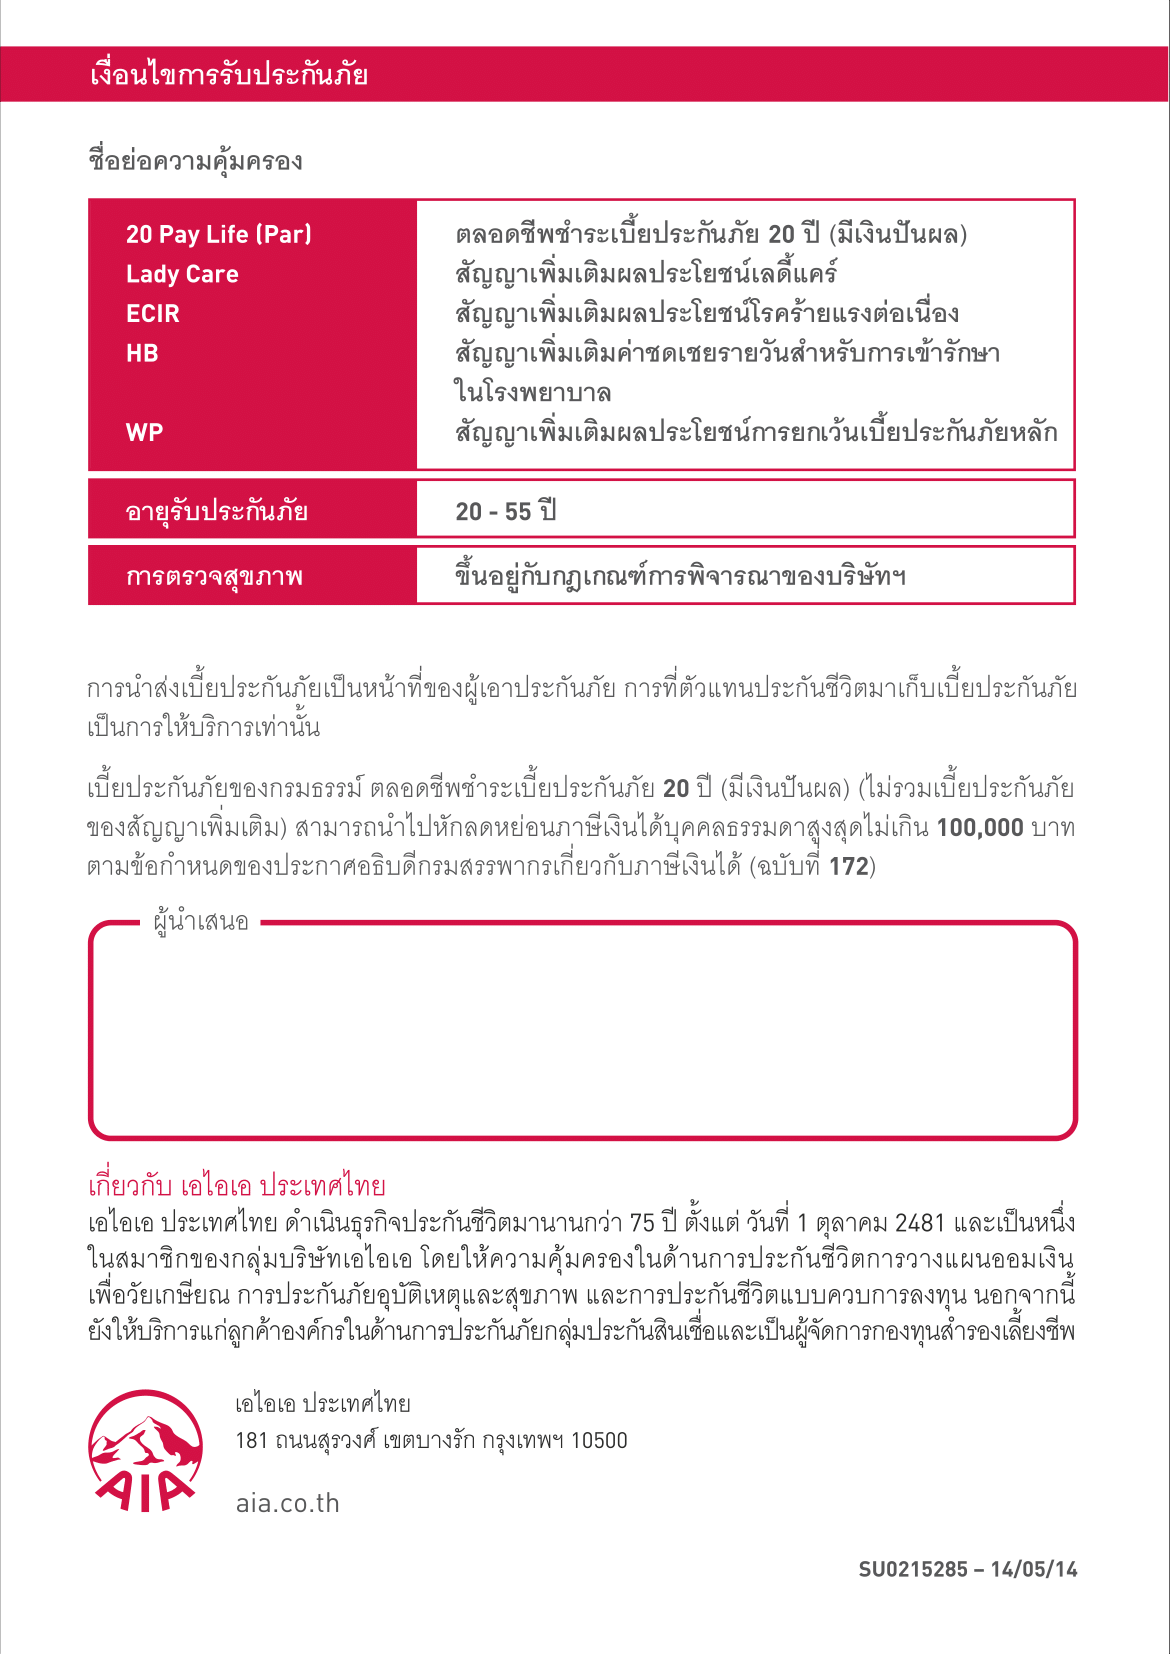 เงื่อนไขการรับประกันภัย
ชื่อย่อความคุ้มครอง
20 Pay Life (Par) ตลอดชีพชำระเบี้ยประกันภัย 20 ปี (มีเงินปันผล)
Lady Care สัญญาเพิ่มเติมผลประโยชน์เลดี้แคร์
ECIR สัญญาเพิ่มเติมผลประโยชน์โรคร้ายแรงต่อเนื่อง
HB สัญญาเพิ่มเติมค่าชดเชยรายวันสำหรับการเข้ารักษา
ในโรงพยาบาล
WP สัญญาเพิ่มเติมผลประโยชน์การยกเว้นเบี้ยประกันภัยหลัก
อายุรับประกันภัย 20 - 55 ปี
การตรวจสุขภาพ ขึ้นอยู่กับกฎเกณฑ์การพิจารณาของบริษัทฯ
การนำส่งเบี้ยประกันภัยเป็นหน้าที่ของผู้เอาประกันภัย การที่ตัวแทนประกันชีวิตมาเก็บเบี้ยประกันภัย
เป็นการให้บริการเท่านั้น
เบี้ยประกันภัยของกรมธรรม์ ตลอดชีพชำระเบี้ยประกันภัย 20 ปี (มีเงินปันผล) (ไม่รวมเบี้ยประกันภัย
ของสัญญาเพิ่มเติม) สามารถนำไปหักลดหย่อนภาษีเงินได้บุคคลธรรมดาสูงสุดไม่เกิน 100,000 บาท
ตามข้อกำหนดของประกาศอธิบดีกรมสรรพากรเกี่ยวกับภาษีเงินได้ (ฉบับที่ 172)
ผู้นำเสนอ
เกี่ยวกับ เอไอเอ ประเทศไทย
เอไอเอ ประเทศไทย ดำเนินธุรกิจประกันชีวิตมานานกว่า 75 ปี ตั้งแต่ วันที่ 1 ตุลาคม 2481 และเป็นหนึ่ง
ในสมาชิกของกลุ่มบริษัทเอไอเอ โดยให้ความคุ้มครองในด้านการประกันชีวิตการวางแผนออมเงิน
เพื่อวัยเกษียณ การประกันภัยอุบัติเหตุและสุขภาพ และการประกันชีวิตแบบควบการลงทุน นอกจากนี้
ยังให้บริการแก่ลูกค้าองค์กรในด้านการประกันภัยกลุ่มประกันสินเชื่อและเป็นผู้จัดการกองทุนสำรองเลี้ยงชีพ
เอไอเอ ประเทศไทย
181 ถนนสุรวงศ์ เขตบางรัก กรุงเทพฯ 10500
AIA
aia.co.th
SU0215285 – 14/05/14